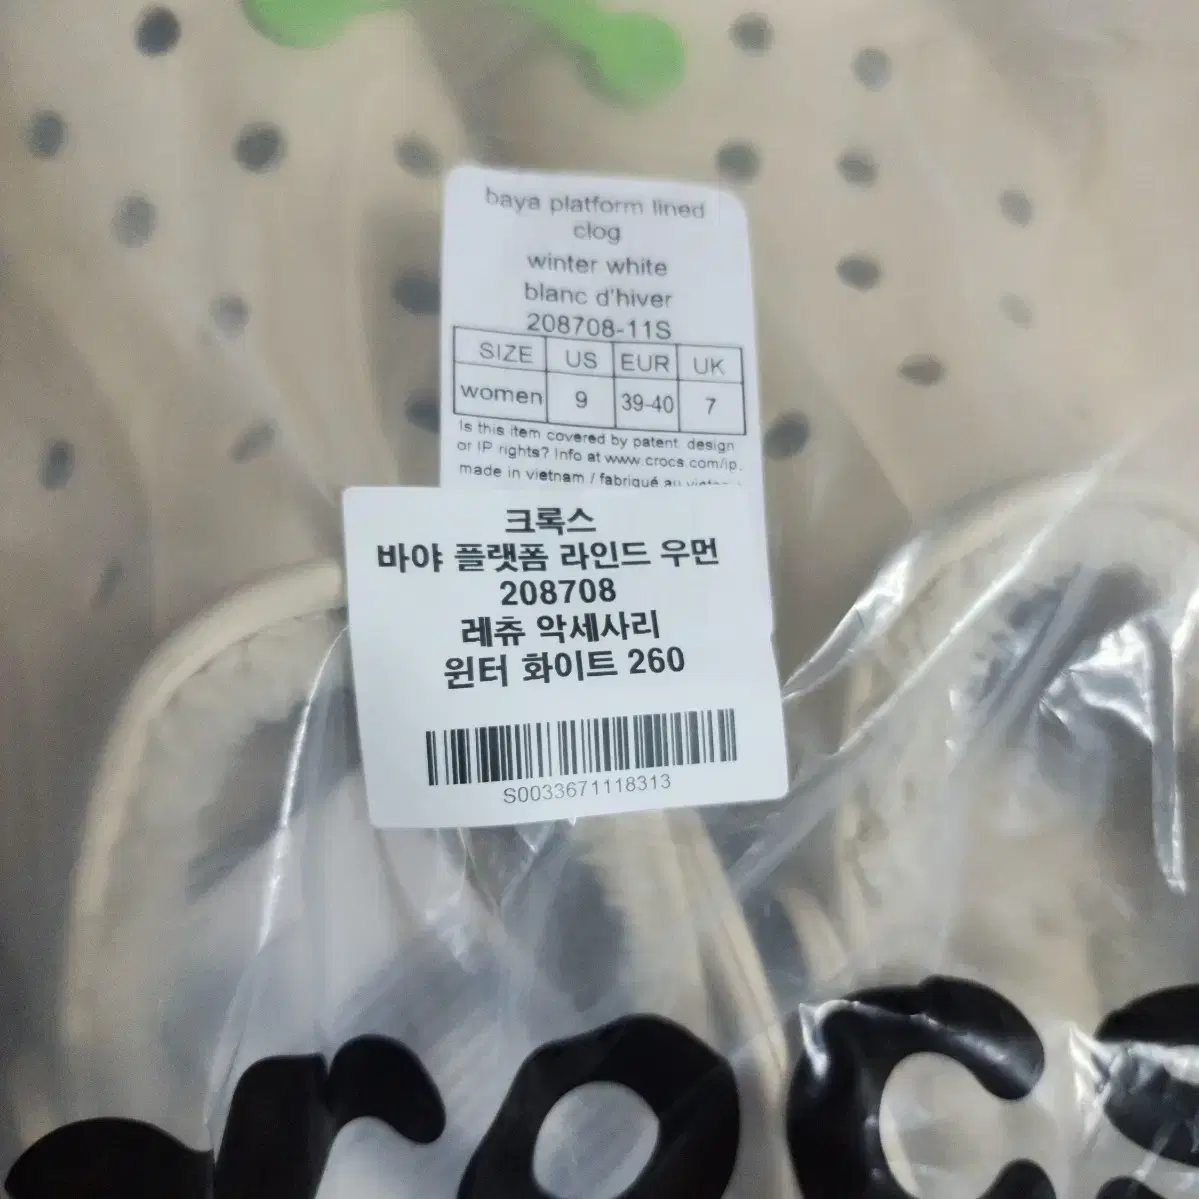 baya platform lined
clog
winter white
blanc d'hiver
208708-11S
SIZE US EUR UK
women 9 39-40 7
Is this item covered by patent, design
or IP rights? Info at www.crocs.com/ip.
made in vietnam / fabriqué au
크록스
바야 플랫폼 라인드 우먼
208708
레츄 악세사리
윈터 화이트 260
S0033671118313
crocs